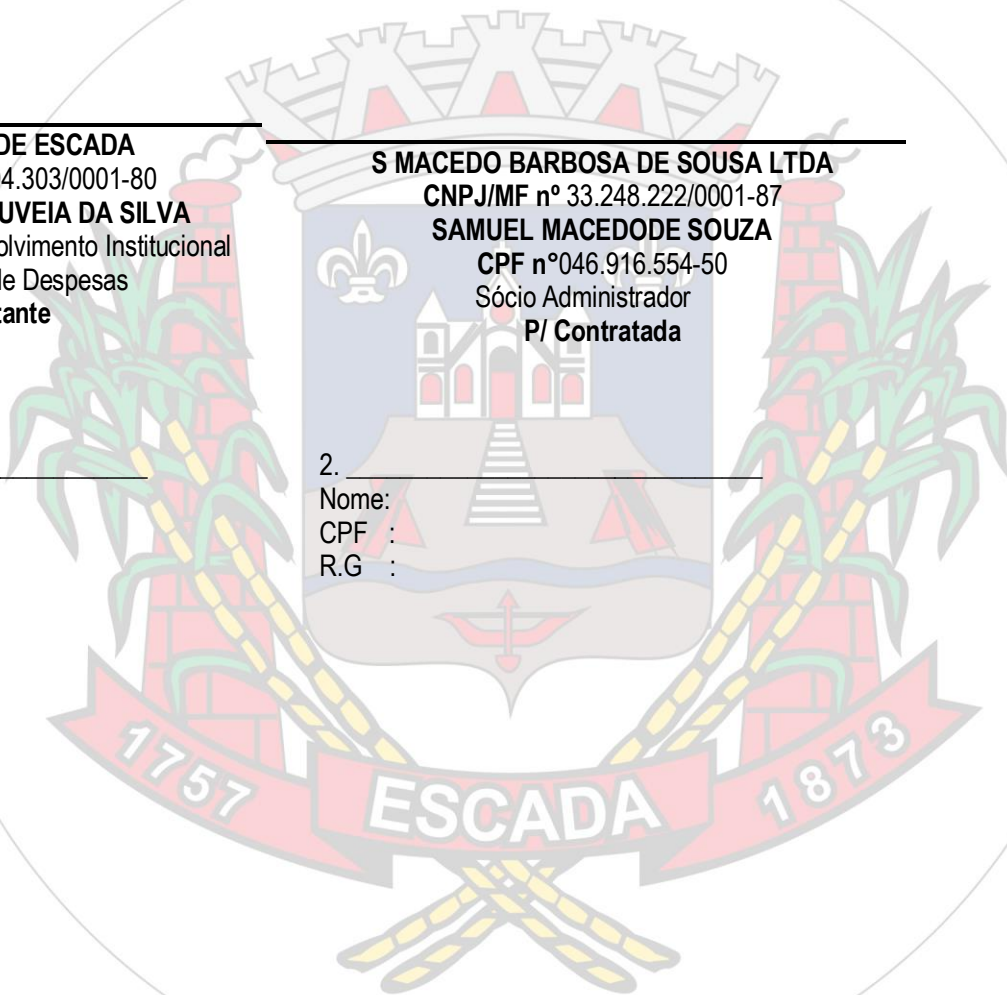 DE ESCADA
4.303/0001-80
UVEIA DA SILVA
olvimento Institucional
de Despesas
tante
S MACEDO BARBOSA DE SOUSA LTDA
CNPJ/MF nº 33.248.222/0001-87
SAMUEL MACEDODE SOUZA
CPF n°046.916.554-50
Sócio Administrador
P/ Contratada
2. ________________________________
Nome:
CPF :
R.G :
1757 ESCADA 1873